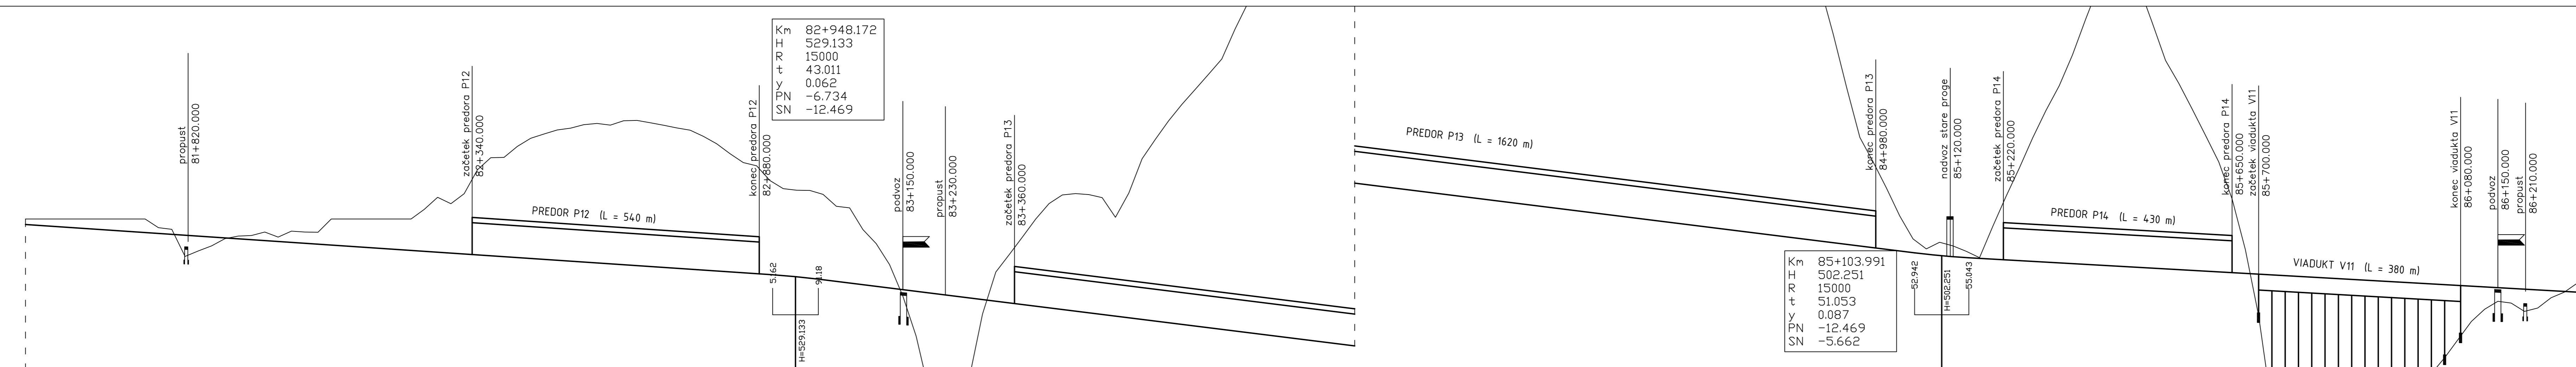 propust
81+820.000
začetek predora P12
82+340.000
PREDOR P12 (L = 540 m)
konec predora P12
82+880.000
Km 82+948.172
H 529.133
R 15000
t 43.011
y 0.062
PN -6.734
SN -12.469
H=529.133
podvoz
83+150.000
propust
83+230.000
začetek predora P13
83+360.000
PREDOR P13 (L = 1620 m)
konec predora P13
84+980.000
nadvoz stare proge
85+120.000
začetek predora P14
85+220.000
Km 85+103.991
H 502.251
R 15000
t 51.053
y 0.087
PN -12.469
SN -5.662
52.942
H=502.251
55.043
PREDOR P14 (L = 430 m)
konec predora P14
85+650.000
začetek viadukta V11
85+700.000
VIADUKT V11 (L = 380 m)
konec viadukta V11
86+080.000
podvoz
86+150.000
propust
86+210.000